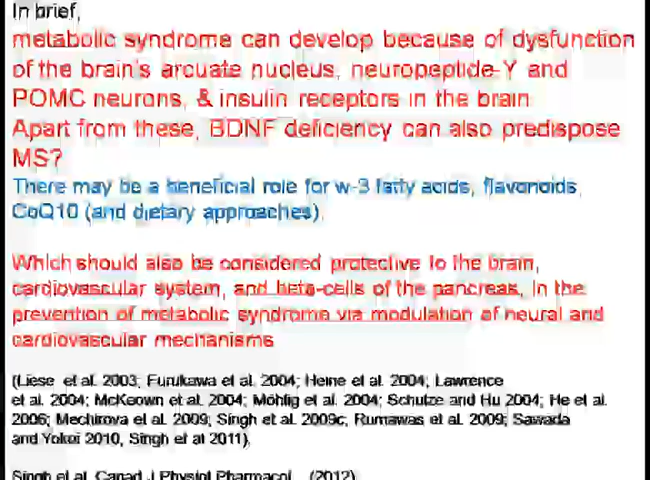 In brief,
metabolic syndrome can develop because of dysfunction
of the brain's arcuate nucleus, neuropeptide-Y and
POMC neurons, & insulin receptors in the brain
Apart from these, BDNF deficiency can also predispose
MS?
There may be a beneficial role for w-3 fatty acids, flavonoids,
CoQ10 (and dietary approaches).
Which should also be considered protective to the brain,
cardiovascular system, and beta-cells of the pancreas, in the
prevention of metabolic syndrome via modulation of neural and
cardiovascular mechanisms
(Liese et al. 2003; Furukawa et al. 2004; Heine et al. 2004; Lawrence
et al. 2004; McKeown et al. 2004; Möhlig et al. 2004; Schulze and Hu 2004; He et al.
2006; Mechirova et al. 2009; Singh et al. 2009c; Rumawas et al. 2009; Sawada
and Yokoi 2010, Singh et al 2011).
Singh et al. Canad J Physiol Pharmacol (2012)